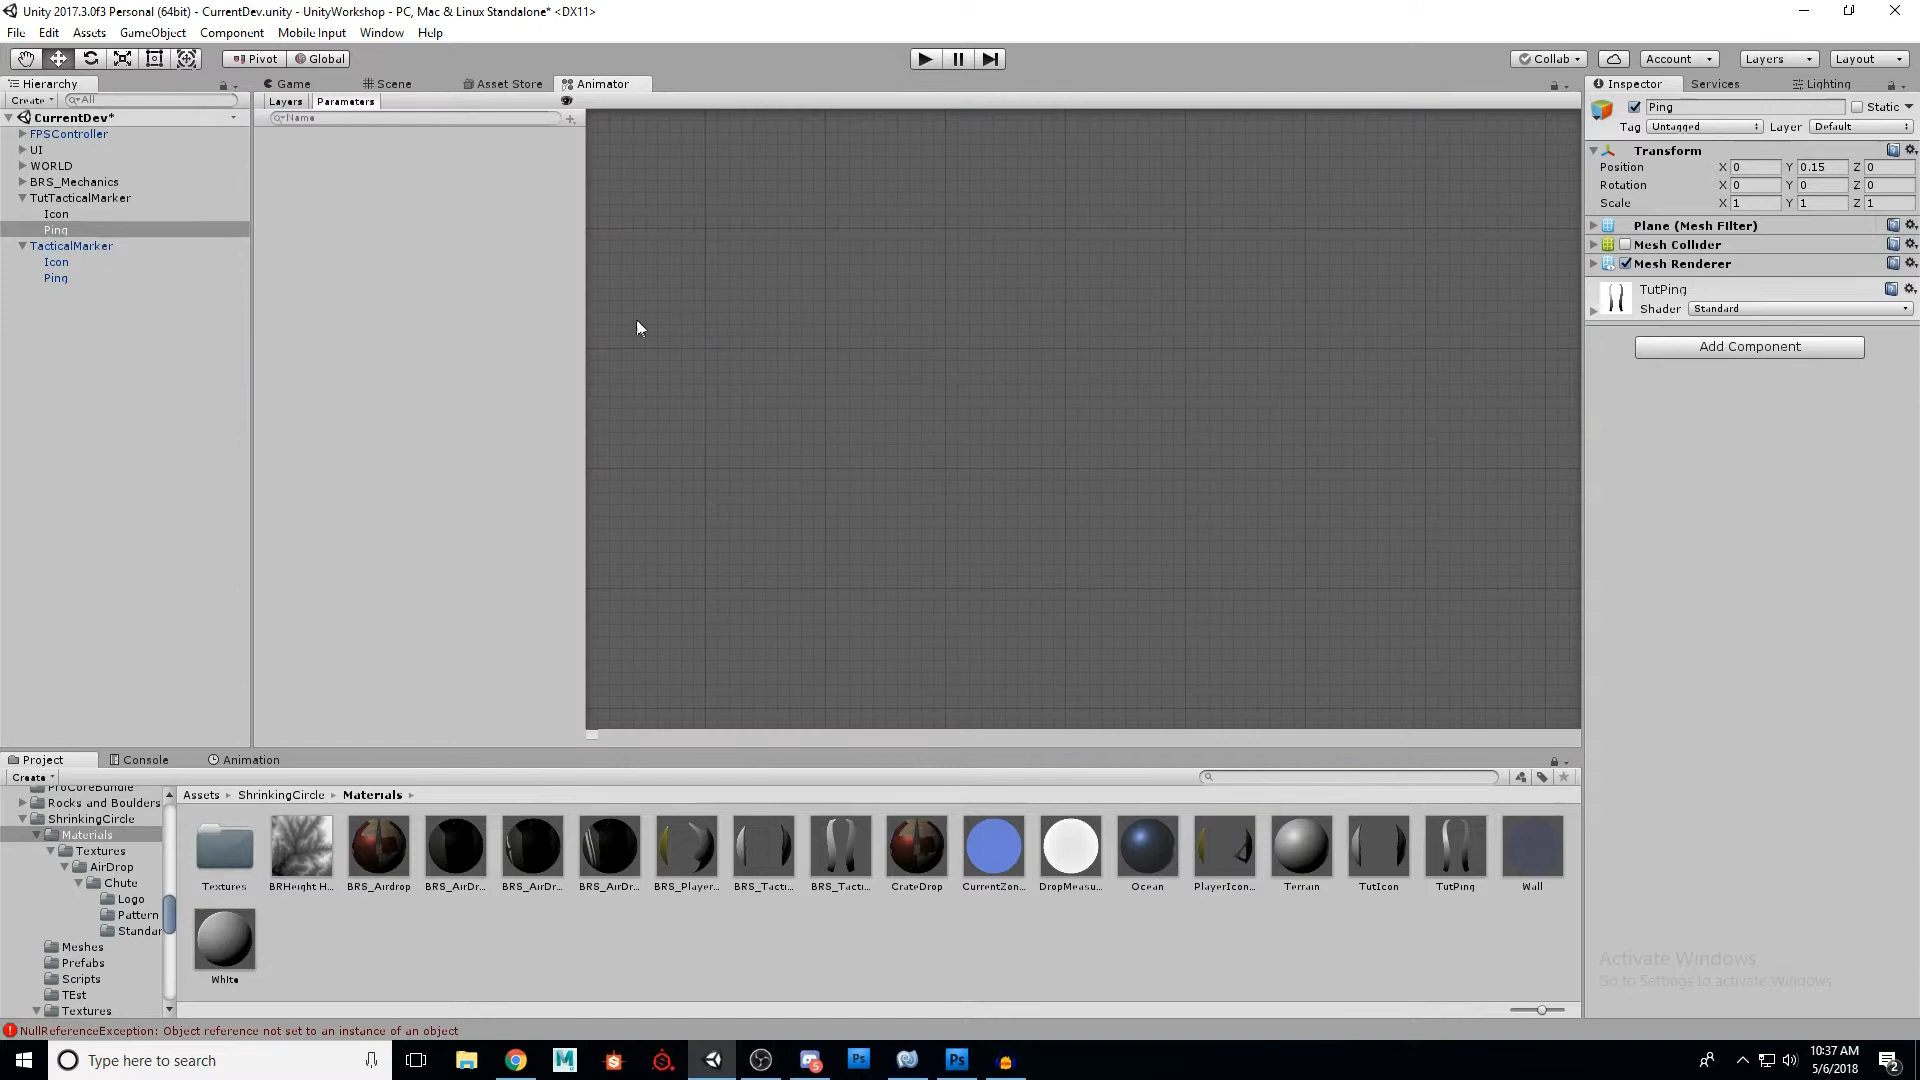 Unity 2017.3.0f3 Personal (64bit) - CurrentDev.unity - UnityWorkshop - PC, Mac & Linux Standalone* <DX11>
File Edit Assets GameObject Component Mobile Input Window Help
Pivot Global Collab Account Layers Layout
Hierarchy Game Scene Asset Store Animator Inspector Services Lighting
Create All Layers Parameters
Name
CurrentDev*
FPSController
UI
WORLD
BRS_Mechanics
TutTacticalMarker
Icon
Ping
TacticalMarker
Icon
Ping
Ping Static
Tag Untagged Layer Default
Transform
Position X 0 Y 0.15 Z 0
Rotation X 0 Y 0 Z 0
Scale X 1 Y 1 Z 1
Plane (Mesh Filter)
Mesh Collider
Mesh Renderer
TutPing
Shader Standard
Add Component
Project Console Animation
Create
Assets ShrinkingCircle Materials
ProCoreBundle
Rocks and Boulders
ShrinkingCircle
Materials
Textures
AirDrop
Chute
Logo
Pattern
Standar
Meshes
Prefabs
Scripts
TEst
Textures
Textures BRHeight H... BRS_Airdrop BRS_AirDr... BRS_AirDr... BRS_AirDr... BRS_Player... BRS_Tacti... BRS_Tacti... CrateDrop CurrentZon... DropMeasu... Ocean PlayerIcon... Terrain TutIcon TutPing Wall
White
Activate Windows
Go to Settings to activate Windows.
NullReferenceException: Object reference not set to an instance of an object
Type here to search
Ps Ps
5
10:37 AM
5/6/2018
2